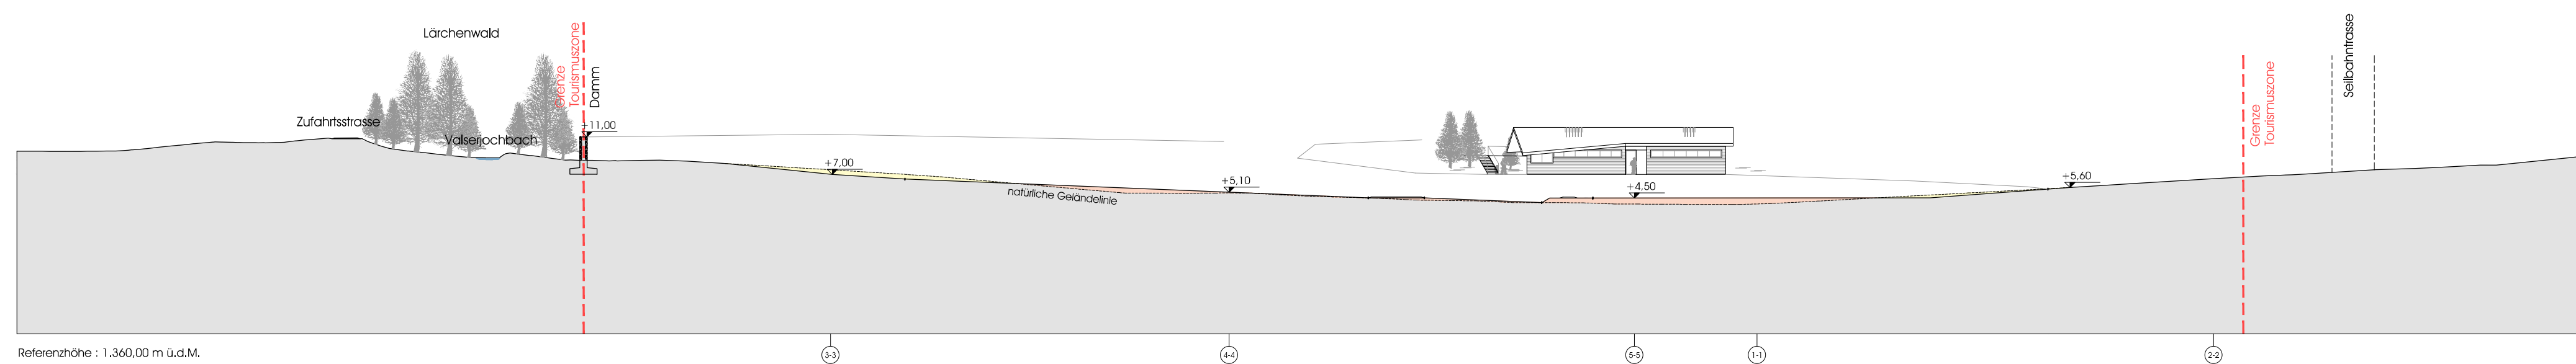 Lärchenwald
Zufahrtsstrasse
Valserjochbach
Grenze
Tourismuszone
Damm
+11,00
+7,00
natürliche Geländelinie
+5,10
+4,50
+5,60
Grenze
Tourismuszone
Seilbahntrasse
Referenzhöhe : 1.360,00 m ü.d.M.
3-3
4-4
5-5
1-1
2-2